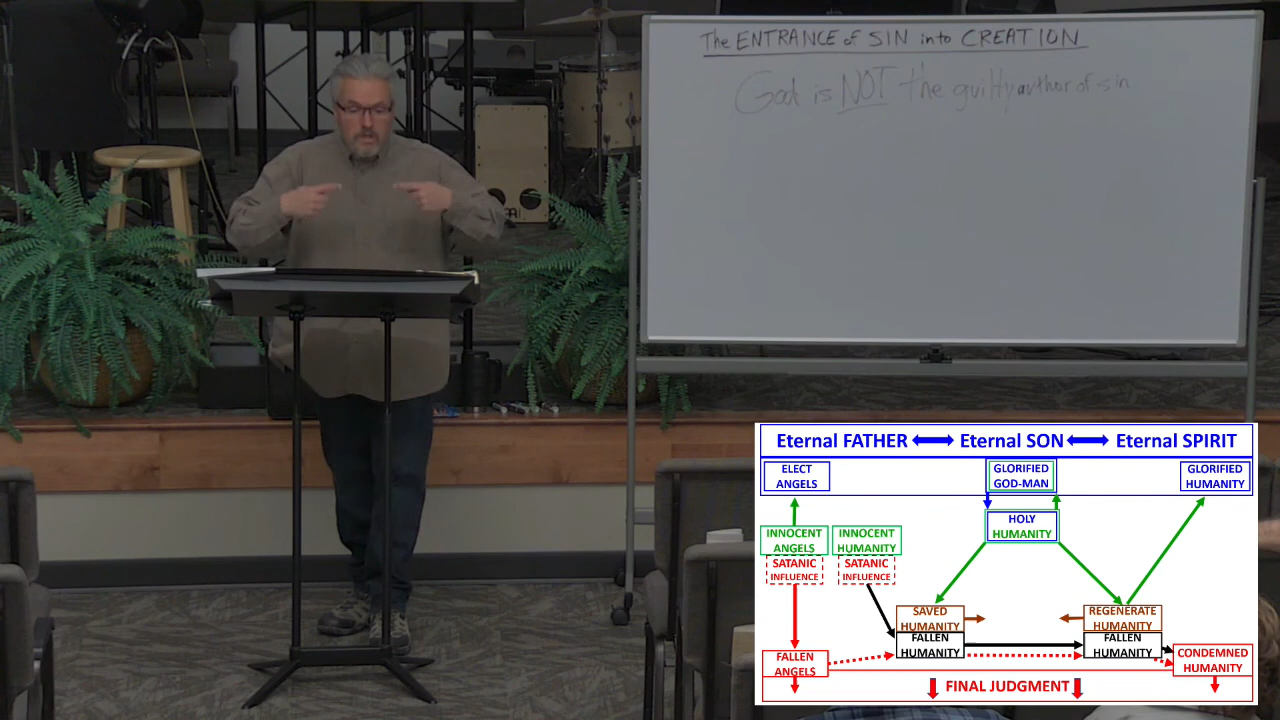 The ENTRANCE of SIN into CREATION
God is NOT the guilty author of sin
Eternal FATHER Eternal SON Eternal SPIRIT
ELECT
ANGELS
GLORIFIED
GOD-MAN
GLORIFIED
HUMANITY
HOLY
HUMANITY
INNOCENT
ANGELS
SATANIC
INFLUENCE
INNOCENT
HUMANITY
SATANIC
INFLUENCE
SAVED
HUMANITY
FALLEN
HUMANITY
REGENERATE
HUMANITY
FALLEN
HUMANITY
FALLEN
ANGELS
CONDEMNED
HUMANITY
FINAL JUDGMENT